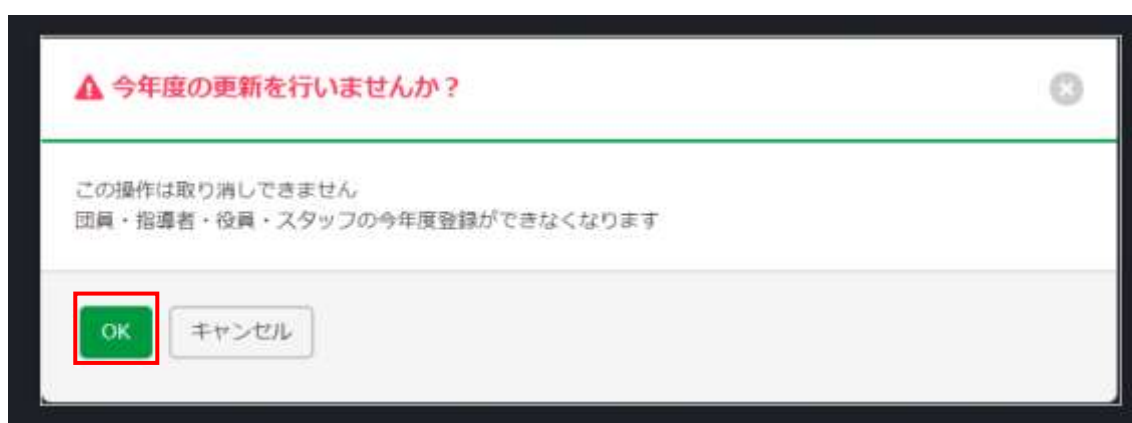 今年度の更新を行いませんか？
この操作は取り消しできません
団員・指導者・役員・スタッフの今年度登録ができなくなります
OK
キャンセル